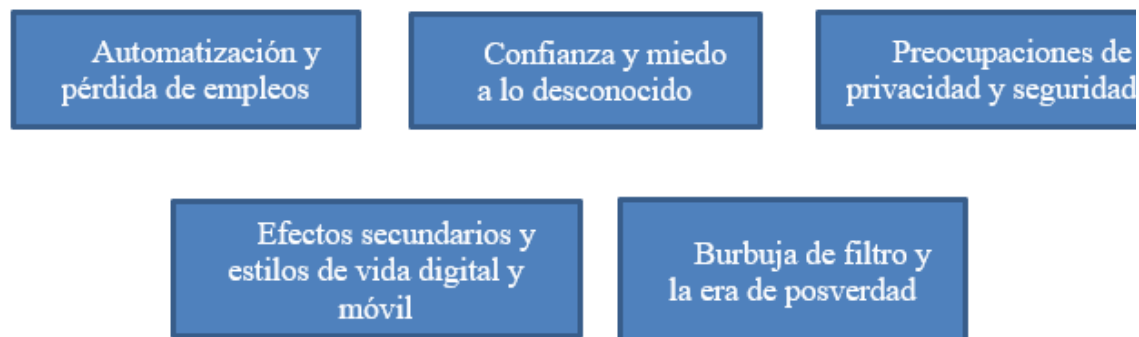 Automatización y
pérdida de empleos
Confianza y miedo
a lo desconocido
Preocupaciones de
privacidad y seguridad
Efectos secundarios y
estilos de vida digital y
móvil
Burbuja de filtro y
la era de posverdad